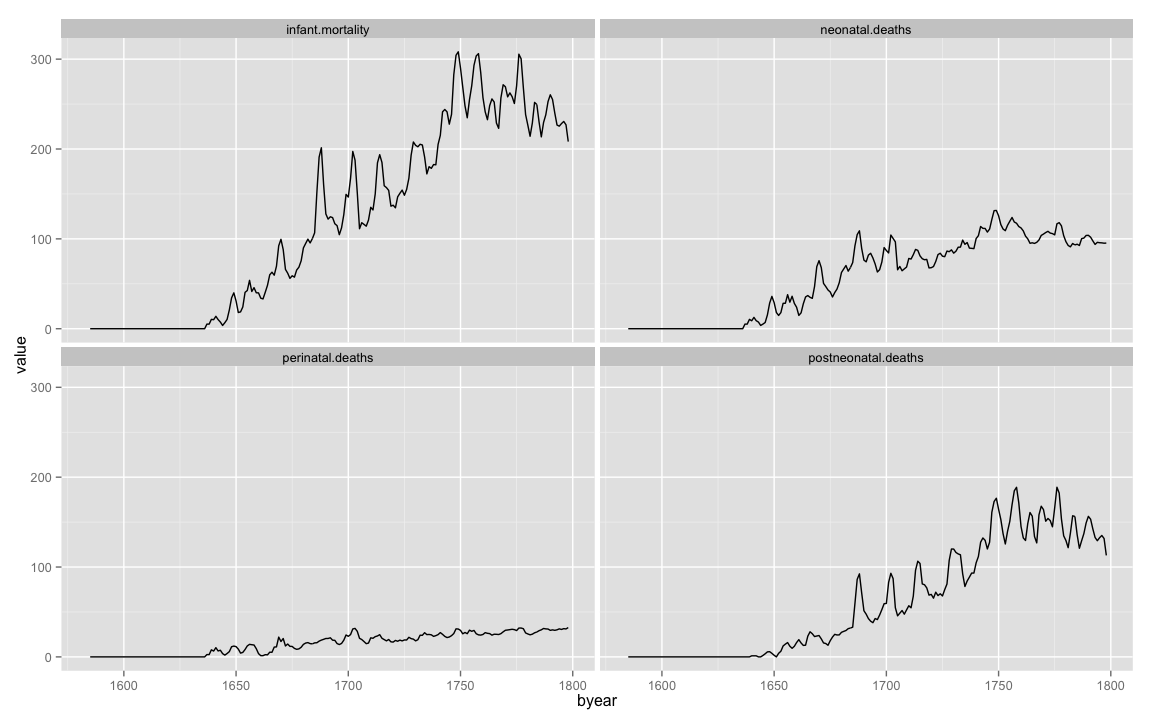 infant.mortality
neonatal.deaths
300
200
100
0
perinatal.deaths
postneonatal.deaths
300
200
100
0
value
1600 1650 1700 1750 1800 1600 1650 1700 1750 1800
byear